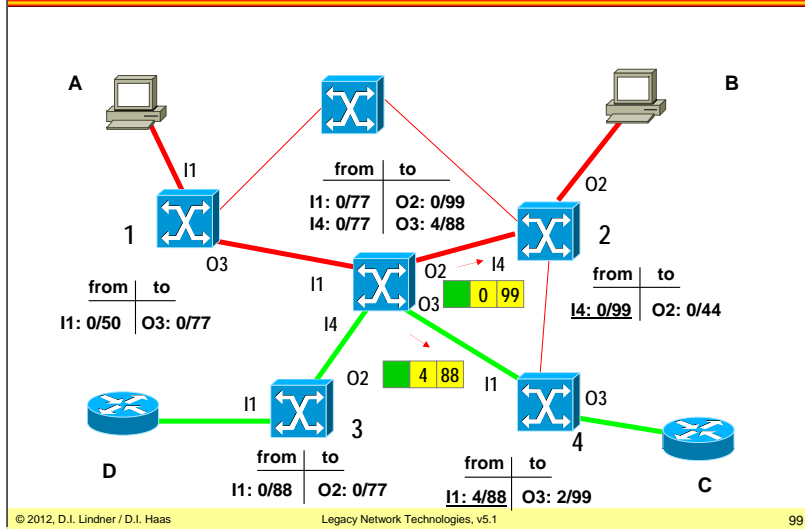 A
B
I1
from to
I1: 0/77 O2: 0/99
I4: 0/77 O3: 4/88
O2
1
2
O3
I1
O2
I4
from to
I4: 0/99 O2: 0/44
from to
I1: 0/50 O3: 0/77
O3
0 99
I4
O2
4 88
I1
O3
I1
3
4
D
from to
I1: 0/88 O2: 0/77
from to
I1: 4/88 O3: 2/99
C
© 2012, D.I. Lindner / D.I. Haas
Legacy Network Technologies, v5.1
99